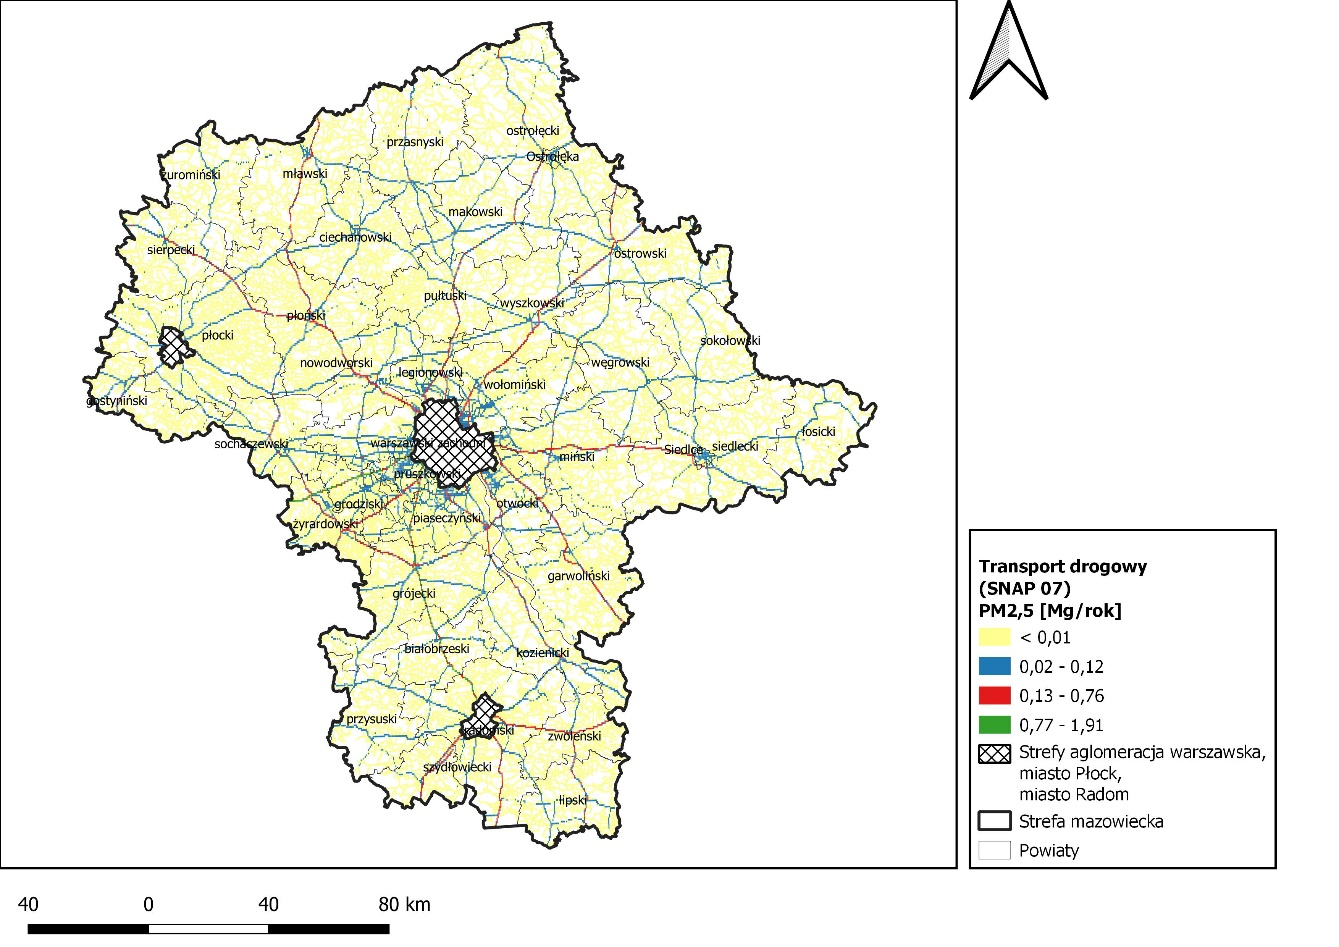 ostrołęcki
przasnyski
Ostrołęka
żuromiński
mławski
makowski
ciechanowski
sierpecki
ostrowski
pułtuski
wyszkowski
płoński
płocki
sokołowski
nowodworski
węgrowski
legionowski
wołomiński
gostyniński
łosicki
sochaczewski
warszawski zachodni
Siedlce
siedlecki
miński
pruszkowski
grodziski
otwocki
piaseczyński
żyrardowski
garwoliński
grójecki
białobrzeski
kozienicki
przysuski
radomski
zwoleński
szydłowiecki
lipski
Transport drogowy
(SNAP 07)
PM2,5 [Mg/rok]
< 0,01
0,02 - 0,12
0,13 - 0,76
0,77 - 1,91
Strefy aglomeracja warszawska,
miasto Płock,
miasto Radom
Strefa mazowiecka
Powiaty
40 0 40 80 km